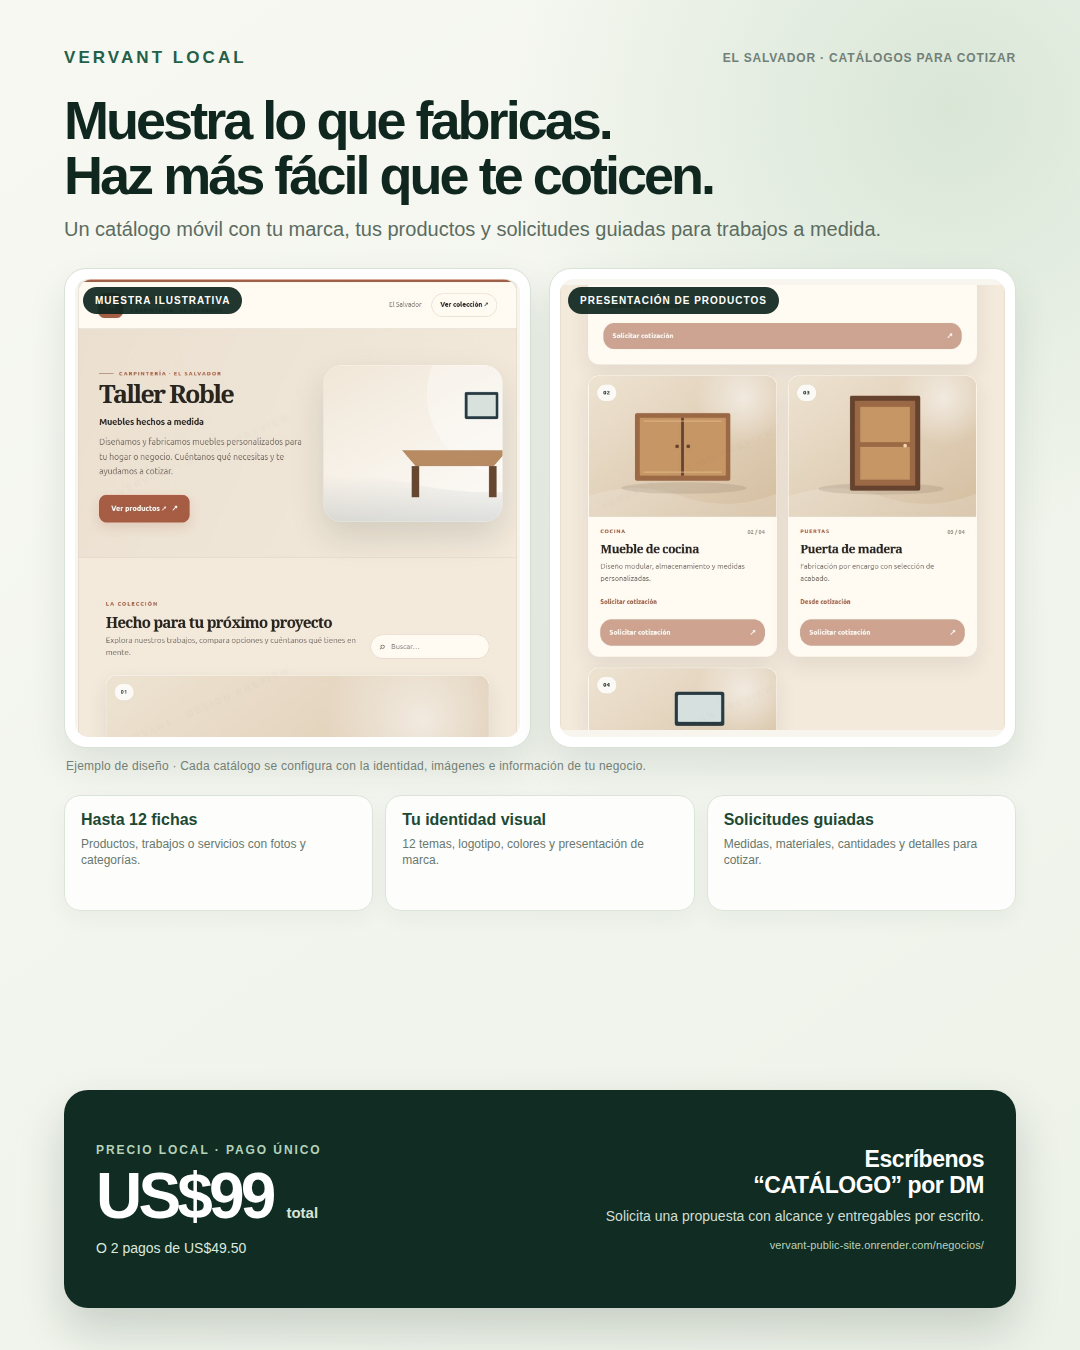 VERVANT LOCAL
EL SALVADOR · CATÁLOGOS PARA COTIZAR
Muestra lo que fabricas.
Haz más fácil que te coticen.
Un catálogo móvil con tu marca, tus productos y solicitudes guiadas para trabajos a medida.
MUESTRA ILUSTRATIVA
El Salvador
Ver colección ↗
CARPINTERÍA · EL SALVADOR
Taller Roble
Muebles hechos a medida
Diseñamos y fabricamos muebles personalizados para
tu hogar o negocio. Cuéntanos qué necesitas y te
ayudamos a cotizar.
Ver productos ↗ ↗
LA COLECCIÓN
Hecho para tu próximo proyecto
Explora nuestros trabajos, compara opciones y cuéntanos qué tienes en
mente.
Buscar...
01
PRESENTACIÓN DE PRODUCTOS
Solicitar cotización ↗
02
COCINA
02 / 04
Mueble de cocina
Diseño modular, almacenamiento y medidas
personalizadas.
Solicitar cotización
Solicitar cotización ↗
03
PUERTAS
03 / 04
Puerta de madera
Fabricación por encargo con selección de
acabado.
Desde cotización
Solicitar cotización ↗
04
Ejemplo de diseño · Cada catálogo se configura con la identidad, imágenes e información de tu negocio.
Hasta 12 fichas
Productos, trabajos o servicios con fotos y
categorías.
Tu identidad visual
12 temas, logotipo, colores y presentación de
marca.
Solicitudes guiadas
Medidas, materiales, cantidades y detalles para
cotizar.
PRECIO LOCAL · PAGO ÚNICO
US$99 total
O 2 pagos de US$49.50
Escríbenos
“CATÁLOGO” por DM
Solicita una propuesta con alcance y entregables por escrito.
vervant-public-site.onrender.com/negocios/